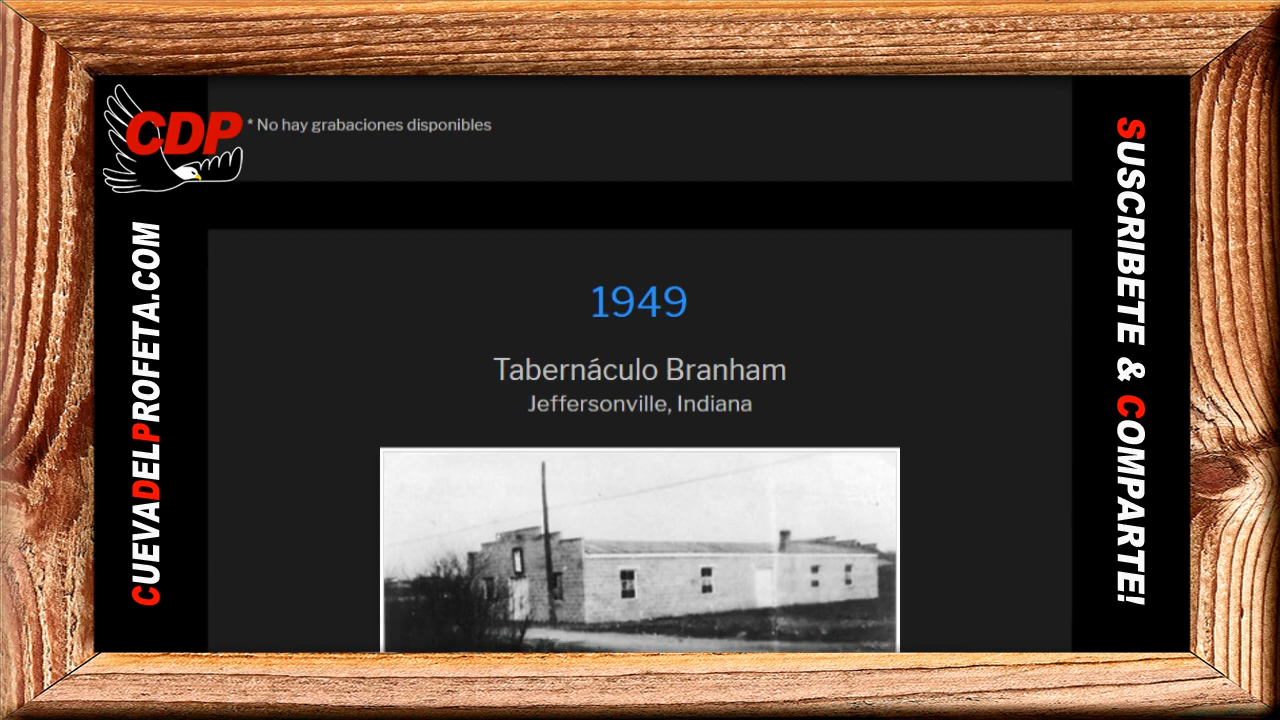 CDP
* No hay grabaciones disponibles
CUEVADELPROFETA.COM
1949
Tabernáculo Branham
Jeffersonville, Indiana
SUSCRIBETE & COMPARTE!